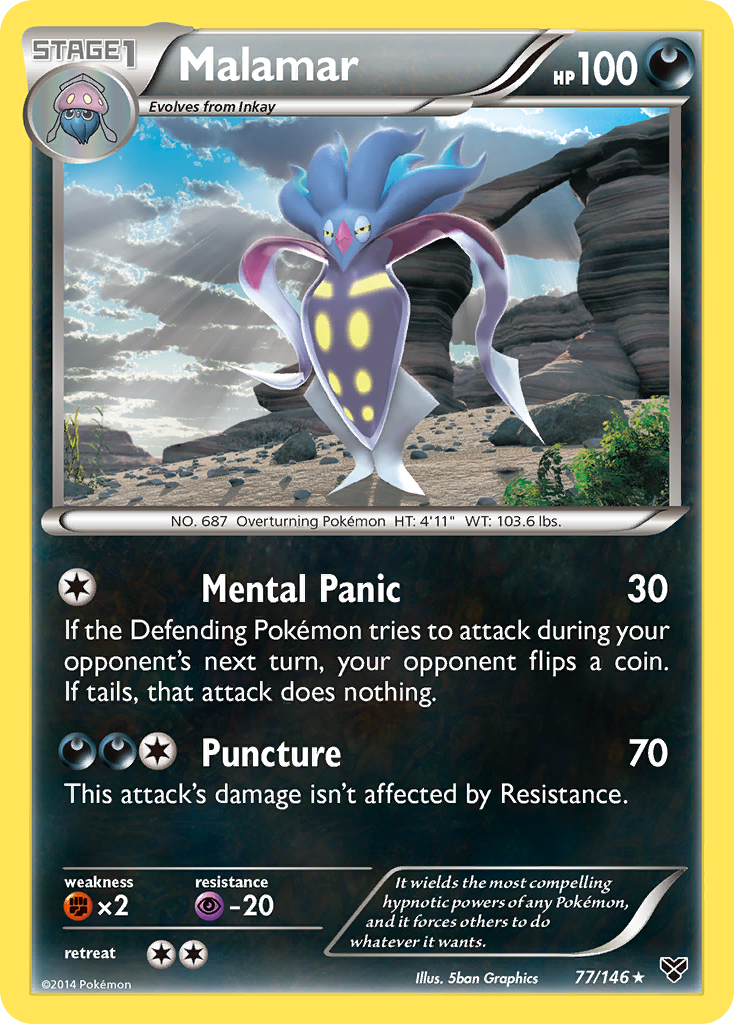 STAGE1
Malamar
HP100
Evolves from Inkay
NO. 687 Overturning Pokémon HT: 4'11" WT: 103.6 lbs.
Mental Panic 30
If the Defending Pokémon tries to attack during your
opponent's next turn, your opponent flips a coin.
If tails, that attack does nothing.
Puncture 70
This attack's damage isn't affected by Resistance.
weakness
×2
resistance
-20
retreat
It wields the most compelling
hypnotic powers of any Pokémon,
and it forces others to do
whatever it wants.
©2014 Pokémon
Illus. 5ban Graphics
77/146★